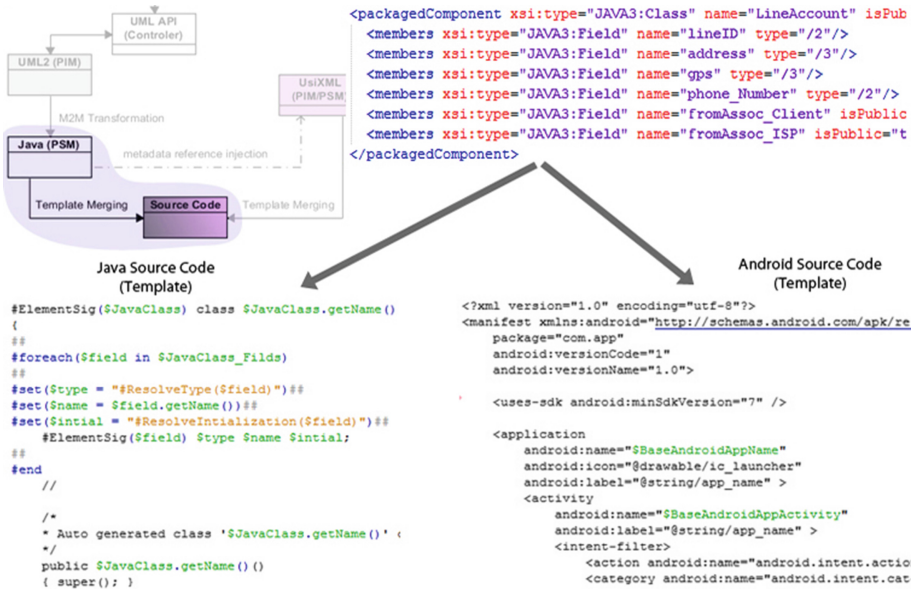 UML API
(Controler)
UML2 (PIM)
UsiXML
(PIM/PSM)
M2M Transformation
Java (PSM)
metadata reference injection
Template Merging
Source Code
Template Merging
<packagedComponent xsi:type="JAVA3:Class" name="LineAccount" isPub
<members xsi:type="JAVA3:Field" name="lineID" type="/2"/>
<members xsi:type="JAVA3:Field" name="address" type="/3"/>
<members xsi:type="JAVA3:Field" name="gps" type="/3"/>
<members xsi:type="JAVA3:Field" name="phone_Number" type="/2"/>
<members xsi:type="JAVA3:Field" name="fromAssoc_Client" isPublic
<members xsi:type="JAVA3:Field" name="fromAssoc_ISP" isPublic="t
</packagedComponent>
Java Source Code
(Template)
#ElementSig($JavaClass) class $JavaClass.getName()
{
##
#foreach($field in $JavaClass_Filds)
##
#set($type = "#ResolveType($field)")##
#set($name = $field.getName())##
#set($intial = "#ResolveIntialization($field)")##
#ElementSig($field) $type $name $intial;
##
#end
//
/*
* Auto generated class '$JavaClass.getName()'
*/
public $JavaClass.getName()()
{ super(); }
Android Source Code
(Template)
<?xml version="1.0" encoding="utf-8"?>
<manifest xmlns:android="http://schemas.android.com/apk/re
package="com.app"
android:versionCode="1"
android:versionName="1.0">
<uses-sdk android:minSdkVersion="7" />
<application
android:name="$BaseAndroidAppName"
android:icon="@drawable/ic_launcher"
android:label="@string/app_name" >
<activity
android:name="$BaseAndroidAppActivity"
android:label="@string/app_name" >
<intent-filter>
<action android:name="android.intent.action
<category android:name="android.intent.cat